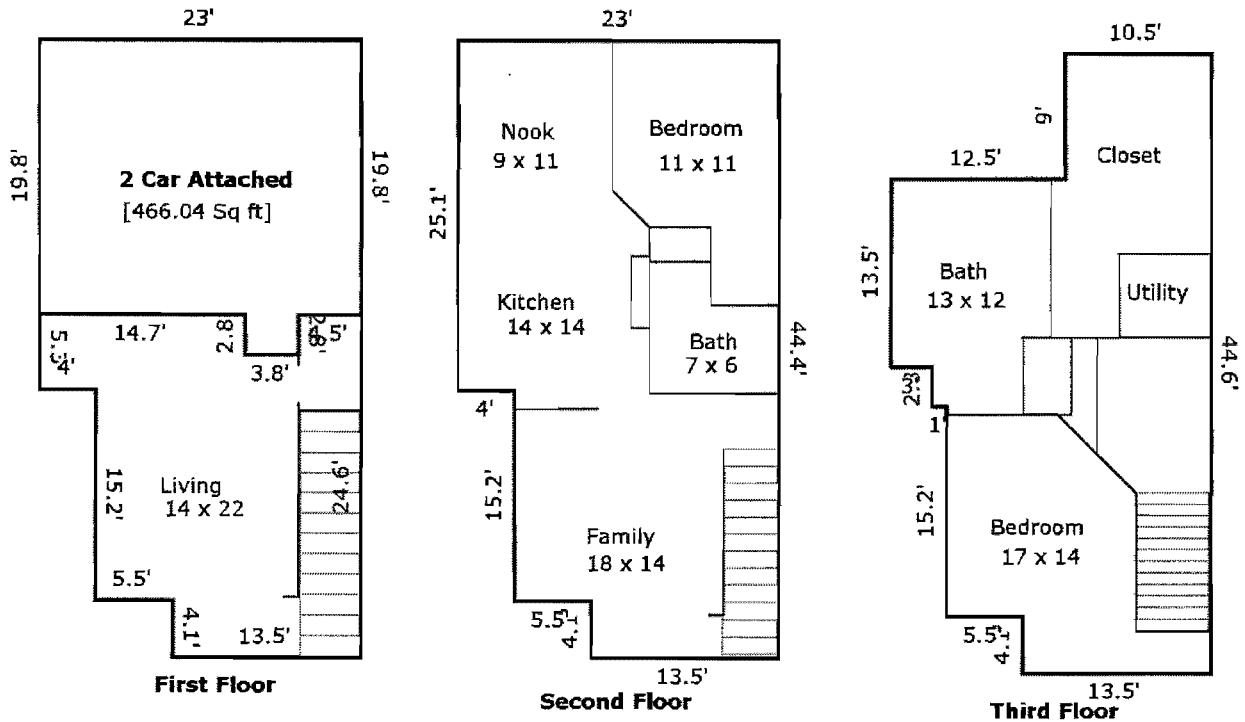 23'
19.8'
2 Car Attached
[466.04 Sq ft]
19.8'
14.7'
2.8
4.5'
4'
3.8'
15.2'
Living
14 x 22
24.6'
5.5'
4.1'
13.5'
First Floor
23'
25.1'
Nook
9 x 11
Bedroom
11 x 11
Kitchen
14 x 14
Bath
7 x 6
44.4'
4'
15.2'
Family
18 x 14
5.5'
13.5'
Second Floor
10.5'
9'
12.5'
Closet
13.5'
Bath
13 x 12
Utility
44.6'
1'
15.2'
Bedroom
17 x 14
5.5'
13.5'
Third Floor